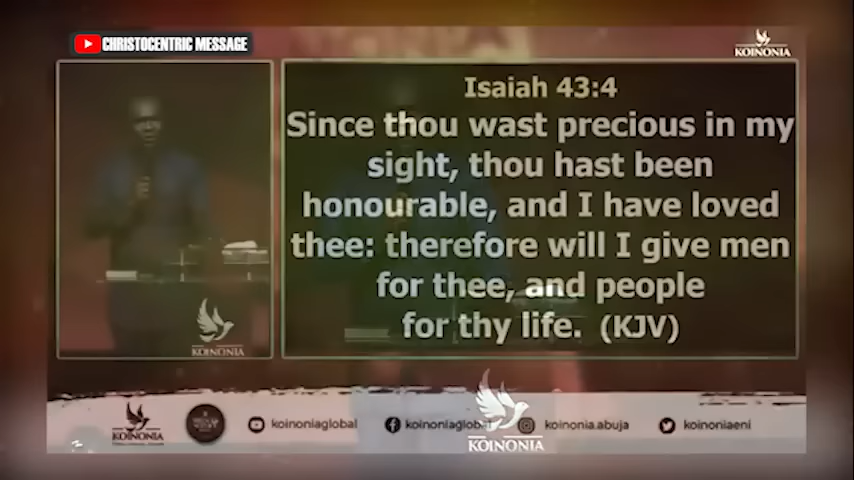 CHRISTOCENTRIC MESSAGE
KOINONIA
Isaiah 43:4
Since thou wast precious in my
sight, thou hast been
honourable, and I have loved
thee: therefore will I give men
for thee, and people
for thy life. (KJV)
KOINONIA
KOINONIA
koinoniaglobal
koinoniaglobal
KOINONIA
koinonia.abuja
koinoniaeni